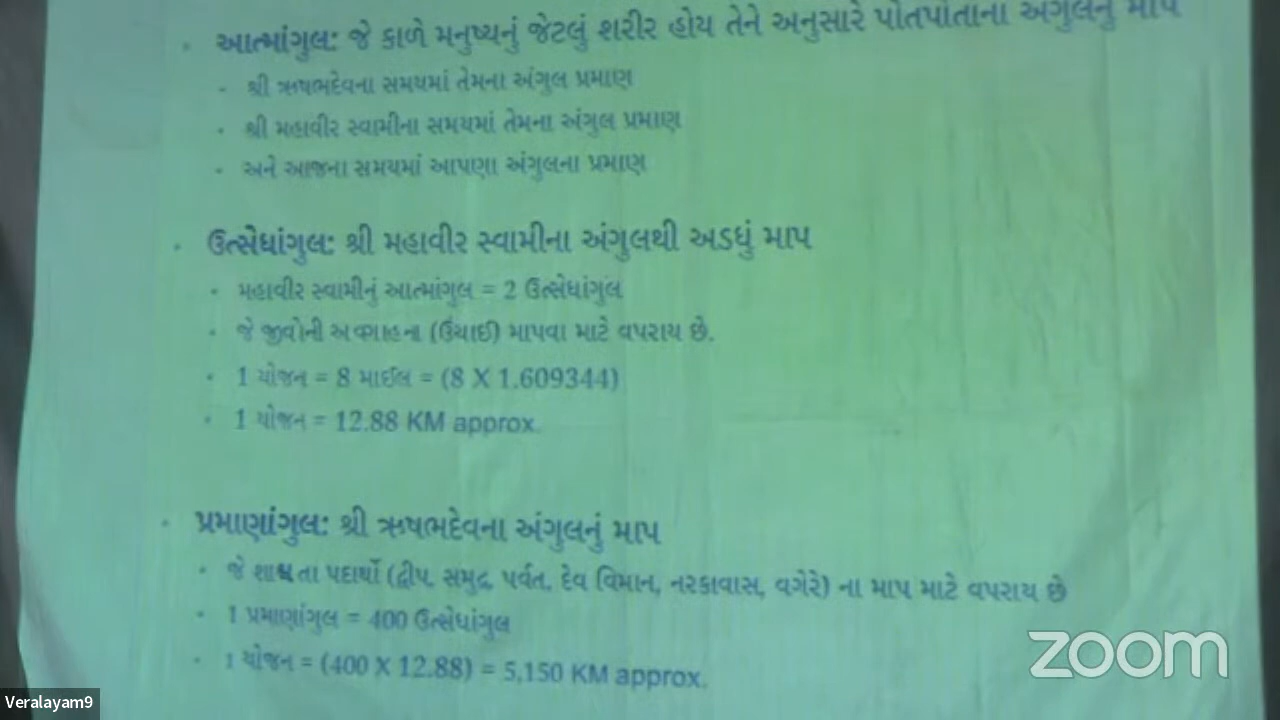 આત્માંગુલ: જે કાળે મનુષ્યનું જેટલું શરીર હોય તેને અનુસારે પોતપોતાના અંગુલનું માપ
શ્રી ઋષભદેવના સમયમાં તેમના અંગુલ પ્રમાણ
શ્રી મહાવીર સ્વામીના સમયમાં તેમના અંગુલ પ્રમાણ
અને આજના સમયમાં આપણા અંગુલના પ્રમાણ
ઉત્સેધાંગુલ: શ્રી મહાવીર સ્વામીના અંગુલથી અડધું માપ
મહાવીર સ્વામીનું આત્માંગુલ = 2 ઉત્સેધાંગુલ
જે જીવોની અવગાહના (ઉંચાઈ) માપવા માટે વપરાય છે.
1 યોજન = 8 માઈલ = (8 X 1.609344)
1 યોજન = 12.88 KM approx.
પ્રમાણાંગુલ: શ્રી ઋષભદેવના અંગુલનું માપ
જે શાશ્વતા પદાર્થો (દ્વીપ, સમુદ્ર, પર્વત, દેવ વિમાન, નરકાવાસ, વગેરે) ના માપ માટે વપરાય છે
1 પ્રમાણાંગુલ = 400 ઉત્સેધાંગુલ
1 યોજન = (400 X 12.88) = 5,150 KM approx.
zoom
Veralayam9